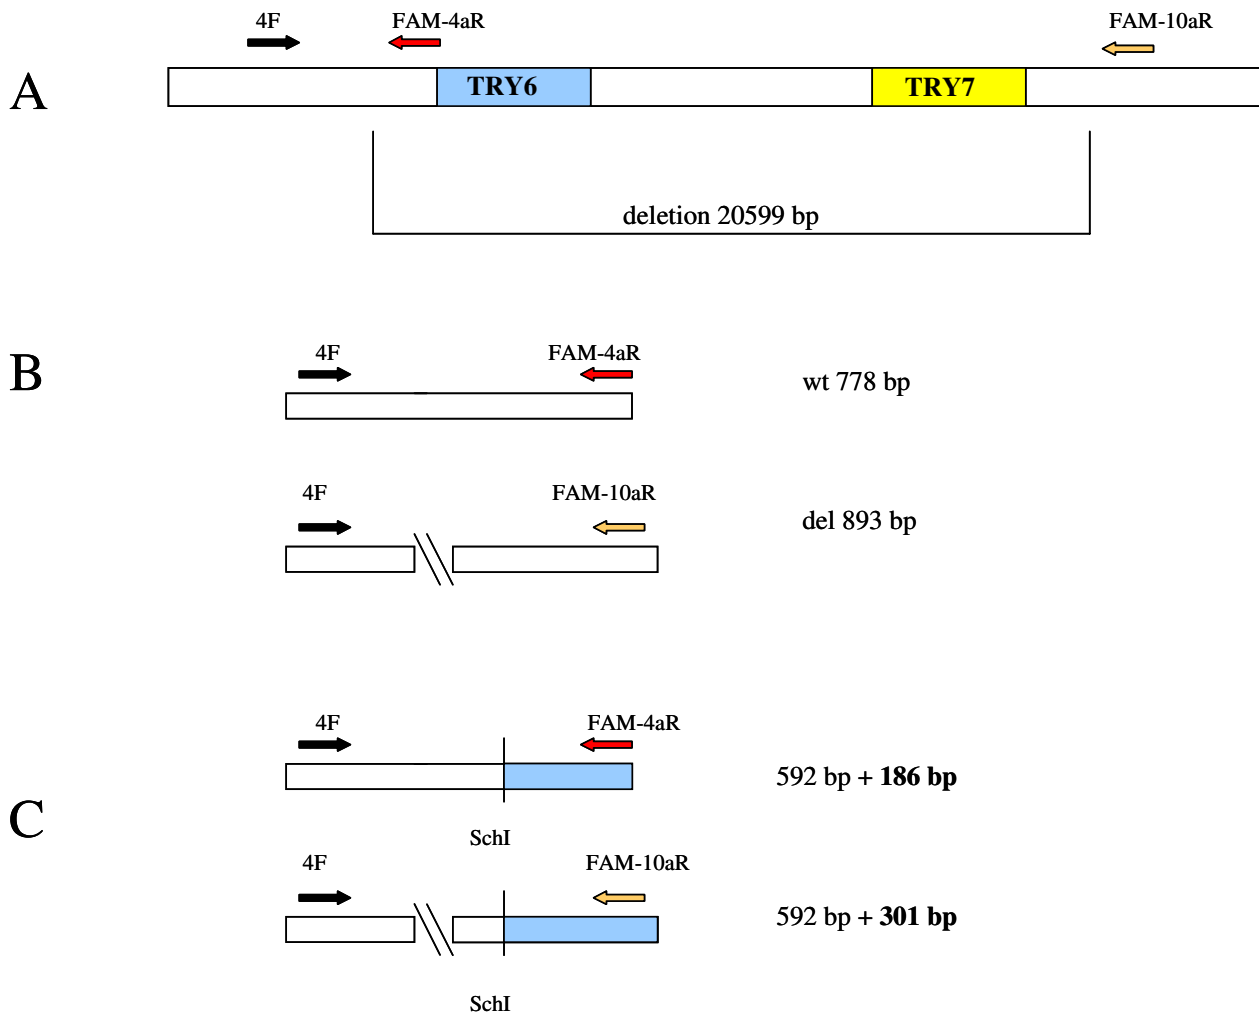 4F FAM-4aR FAM-10aR
A TRY6 TRY7
deletion 20599 bp
B 4F FAM-4aR wt 778 bp
4F FAM-10aR del 893 bp
4F FAM-4aR
592 bp + 186 bp
C SchI
4F FAM-10aR
592 bp + 301 bp
SchI